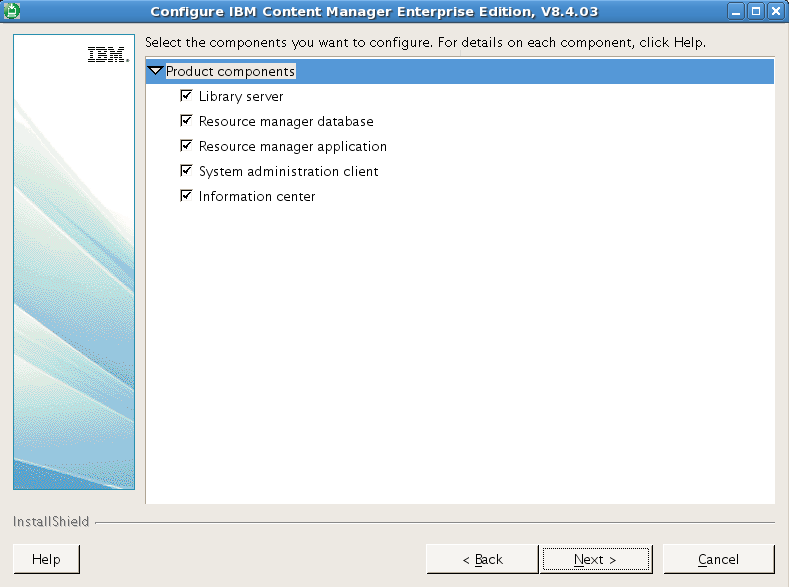 Configure IBM Content Manager Enterprise Edition, V8.4.03
IBM.
Select the components you want to configure. For details on each component, click Help.
Product components
Library server
Resource manager database
Resource manager application
System administration client
Information center
InstallShield
Help
< Back
Next >
Cancel